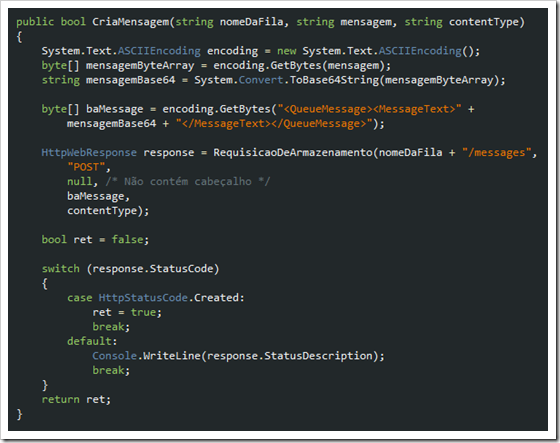 public bool CriaMensagem(string nomeDaFila, string mensagem, string contentType)
{
    System.Text.ASCIIEncoding encoding = new System.Text.ASCIIEncoding();
    byte[] mensagemByteArray = encoding.GetBytes(mensagem);
    string mensagemBase64 = System.Convert.ToBase64String(mensagemByteArray);

    byte[] baMessage = encoding.GetBytes("<QueueMessage><MessageText>" +
        mensagemBase64 + "</MessageText></QueueMessage>");

    HttpWebResponse response = RequisicaoDeArmazenamento(nomeDaFila + "/messages",
        "POST",
        null, /* Não contém cabeçalho */
        baMessage,
        contentType);

    bool ret = false;

    switch (response.StatusCode)
    {
        case HttpStatusCode.Created:
            ret = true;
            break;
        default:
            Console.WriteLine(response.StatusDescription);
            break;
    }
    return ret;
}